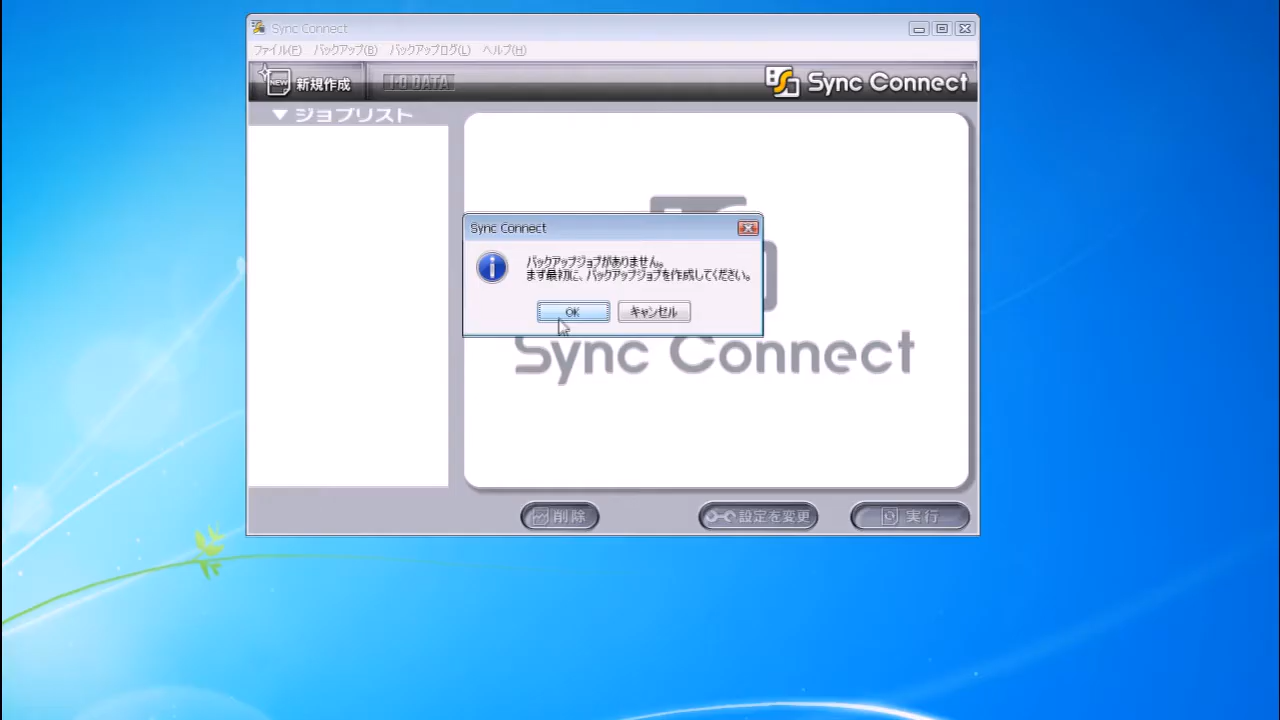 Sync Connect
ファイル(F) バックアップ(B) バックアップログ(L) ヘルプ(H)
NEW 新規作成 I-O DATA Sync Connect
▼ ジョブリスト
Sync Connect
バックアップジョブがありません。
まず最初に、バックアップジョブを作成してください。
OK キャンセル
Sync Connect
削除 設定を変更 実行